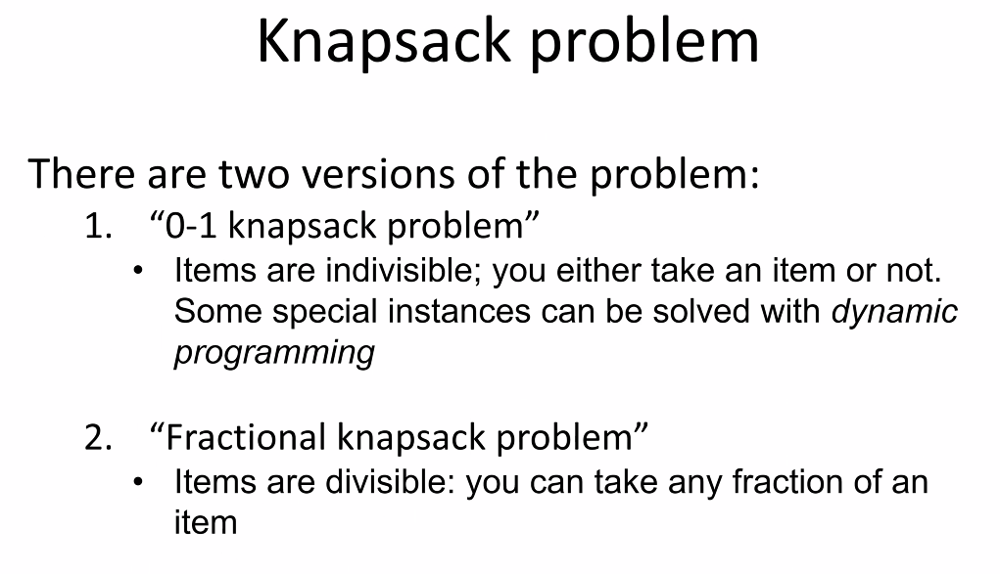 Knapsack problem
There are two versions of the problem:
1. “0-1 knapsack problem”
• Items are indivisible; you either take an item or not.
Some special instances can be solved with dynamic
programming
2. “Fractional knapsack problem”
• Items are divisible: you can take any fraction of an
item